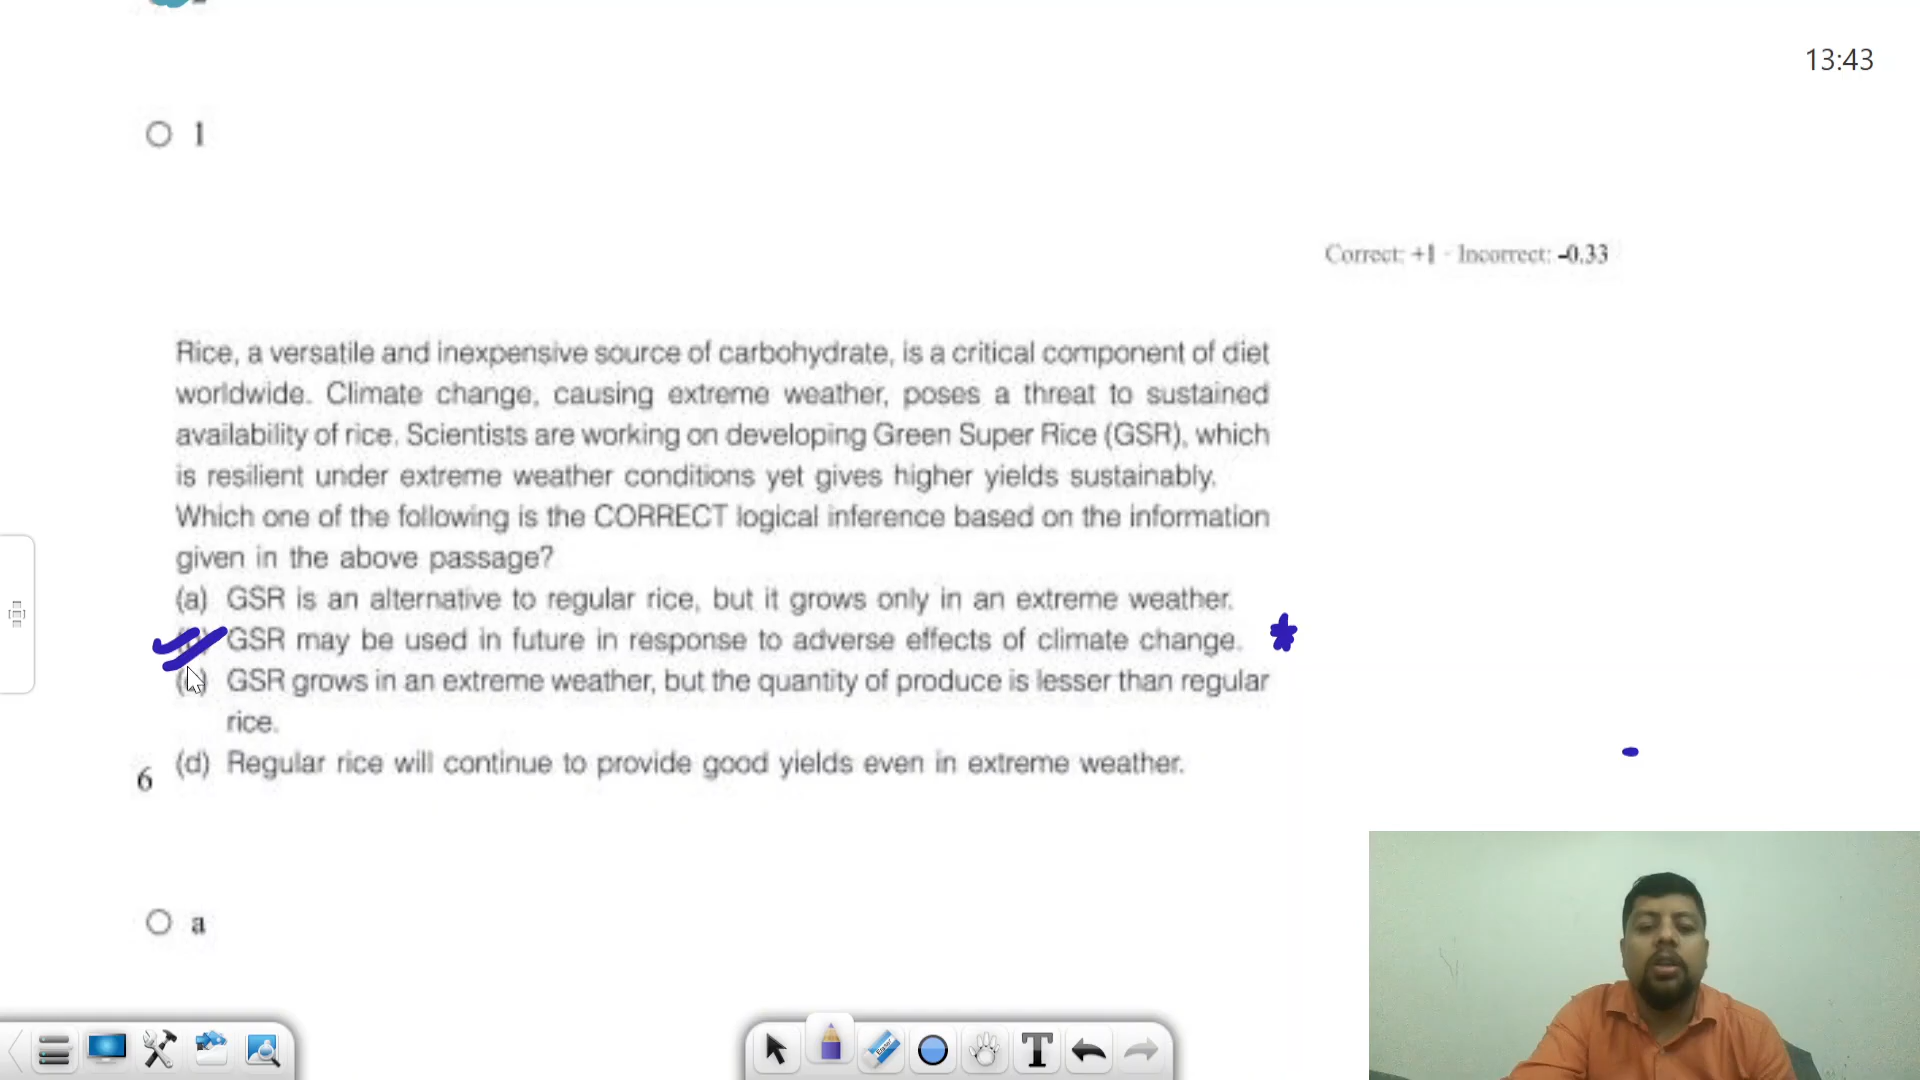 13:43
1
Correct: +1 - Incorrect: -0.33
Rice, a versatile and inexpensive source of carbohydrate, is a critical component of diet
worldwide. Climate change, causing extreme weather, poses a threat to sustained
availability of rice. Scientists are working on developing Green Super Rice (GSR), which
is resilient under extreme weather conditions yet gives higher yields sustainably.
Which one of the following is the CORRECT logical inference based on the information
given in the above passage?
(a) GSR is an alternative to regular rice, but it grows only in an extreme weather.
GSR may be used in future in response to adverse effects of climate change.
GSR grows in an extreme weather, but the quantity of produce is lesser than regular
rice.
6 (d) Regular rice will continue to provide good yields even in extreme weather.
a
T